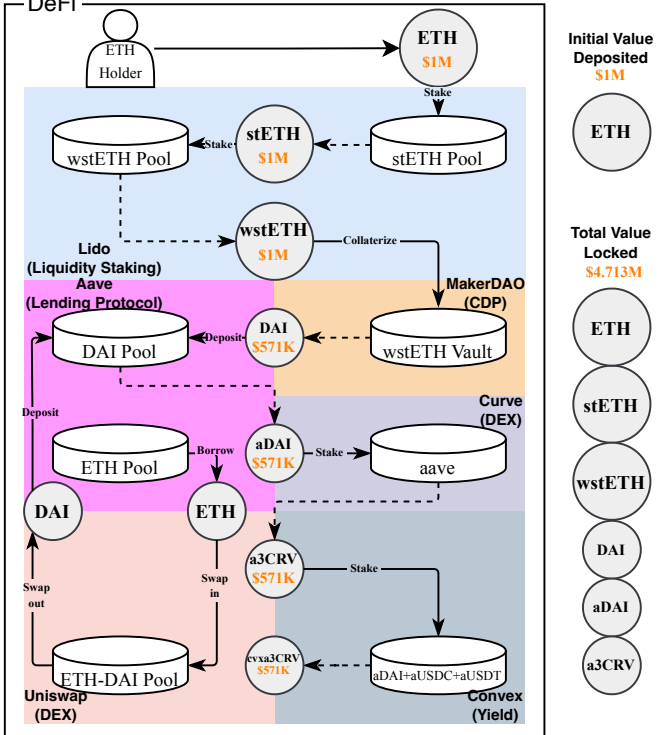 DeFi
ETH
Holder
ETH
$1M
Stake
wstETH Pool
Stake
stETH
$1M
stETH Pool
wstETH
$1M
Collaterize
Lido
(Liquidity Staking)
Aave
(Lending Protocol)
MakerDAO
(CDP)
DAI Pool
Deposit
DAI
$571K
wstETH Vault
Curve
(DEX)
Deposit
ETH Pool
Borrow
aDAI
$571K
Stake
aave
DAI
ETH
a3CRV
$571K
Stake
Swap
out
Swap
in
ETH-DAI Pool
cvxa3CRV
$571K
aDAI+aUSDC+aUSDT
Uniswap
(DEX)
Convex
(Yield)
Initial Value
Deposited
$1M
ETH
Total Value
Locked
$4.713M
ETH
stETH
wstETH
DAI
aDAI
a3CRV